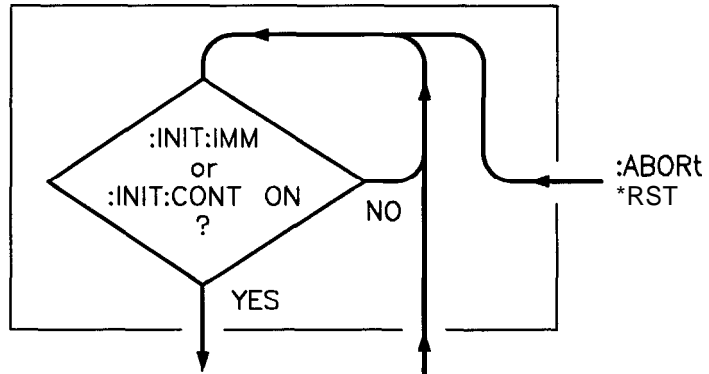 :INIT:IMM
or
:INIT:CONT ON
?
NO
YES
:ABORt
*RST